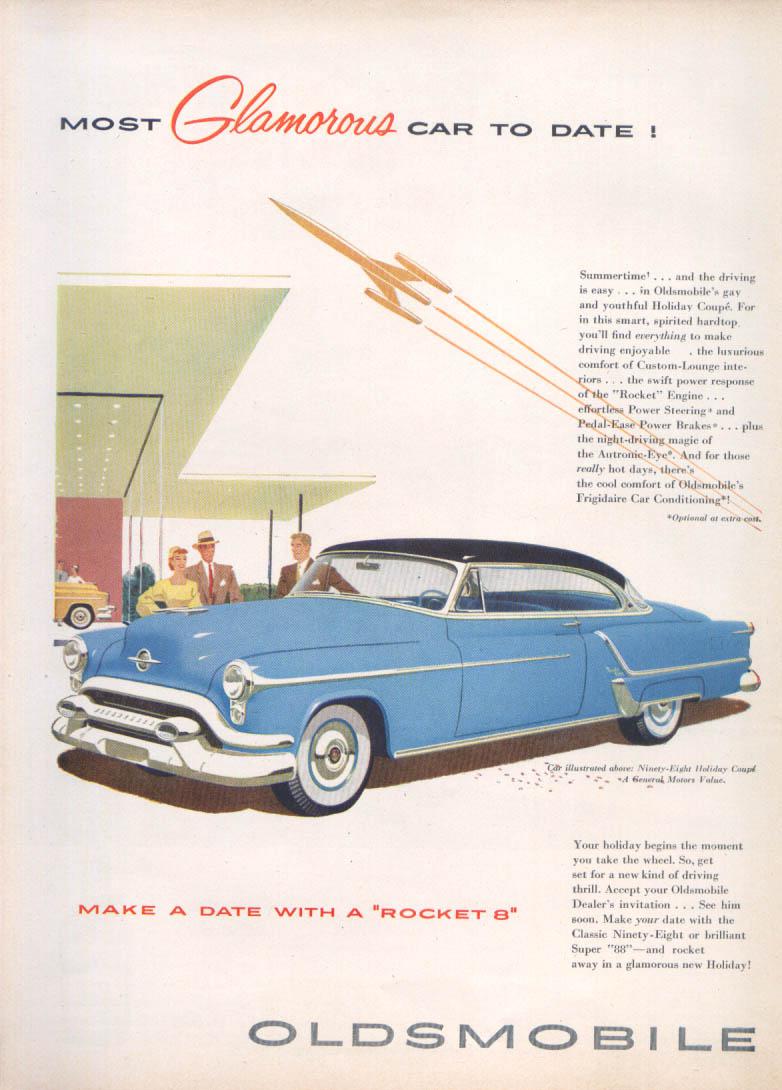 MOST Glamorous CAR TO DATE !
Summertime! . . . and the driving
is easy . . . in Oldsmobile's gay
and youthful Holiday Coupé. For
in this smart, spirited hardtop
you'll find everything to make
driving enjoyable . the luxurious
comfort of Custom-Lounge inte-
riors . . . the swift power response
of the "Rocket" Engine . . .
effortless Power Steering* and
Pedal-Ease Power Brakes* . . . plus
the night-driving magic of
the Autronic-Eye*. And for those
really hot days, there's
the cool comfort of Oldsmobile's
Frigidaire Car Conditioning*!
*Optional at extra cost.
Car illustrated above: Ninety-Eight Holiday Coupé
A General Motors Value.
Your holiday begins the moment
you take the wheel. So, get
set for a new kind of driving
thrill. Accept your Oldsmobile
Dealer's invitation . . . See him
soon. Make your date with the
Classic Ninety-Eight or brilliant
Super "88"—and rocket
away in a glamorous new Holiday!
MAKE A DATE WITH A "ROCKET 8"
OLDSMOBILE